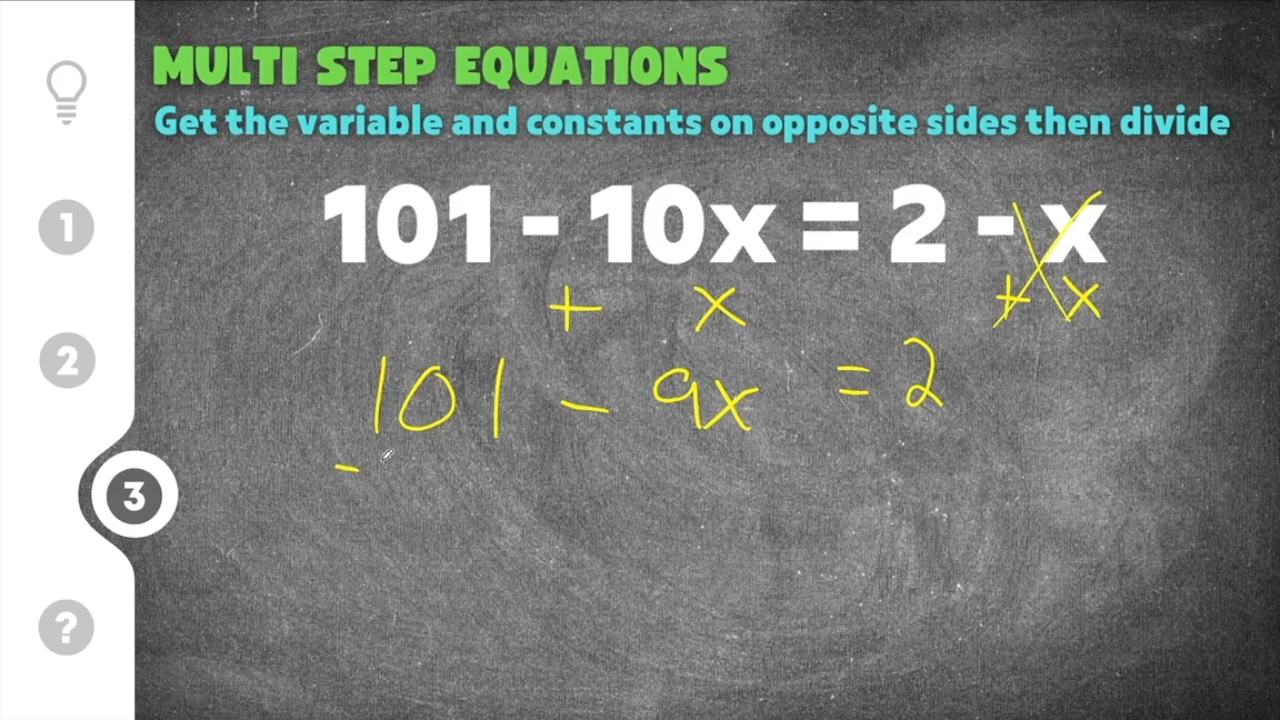 MULTI STEP EQUATIONS
Get the variable and constants on opposite sides then divide
1
101 - 10x = 2 - x
+ x + x
2
101 - 9x = 2
-
3
?